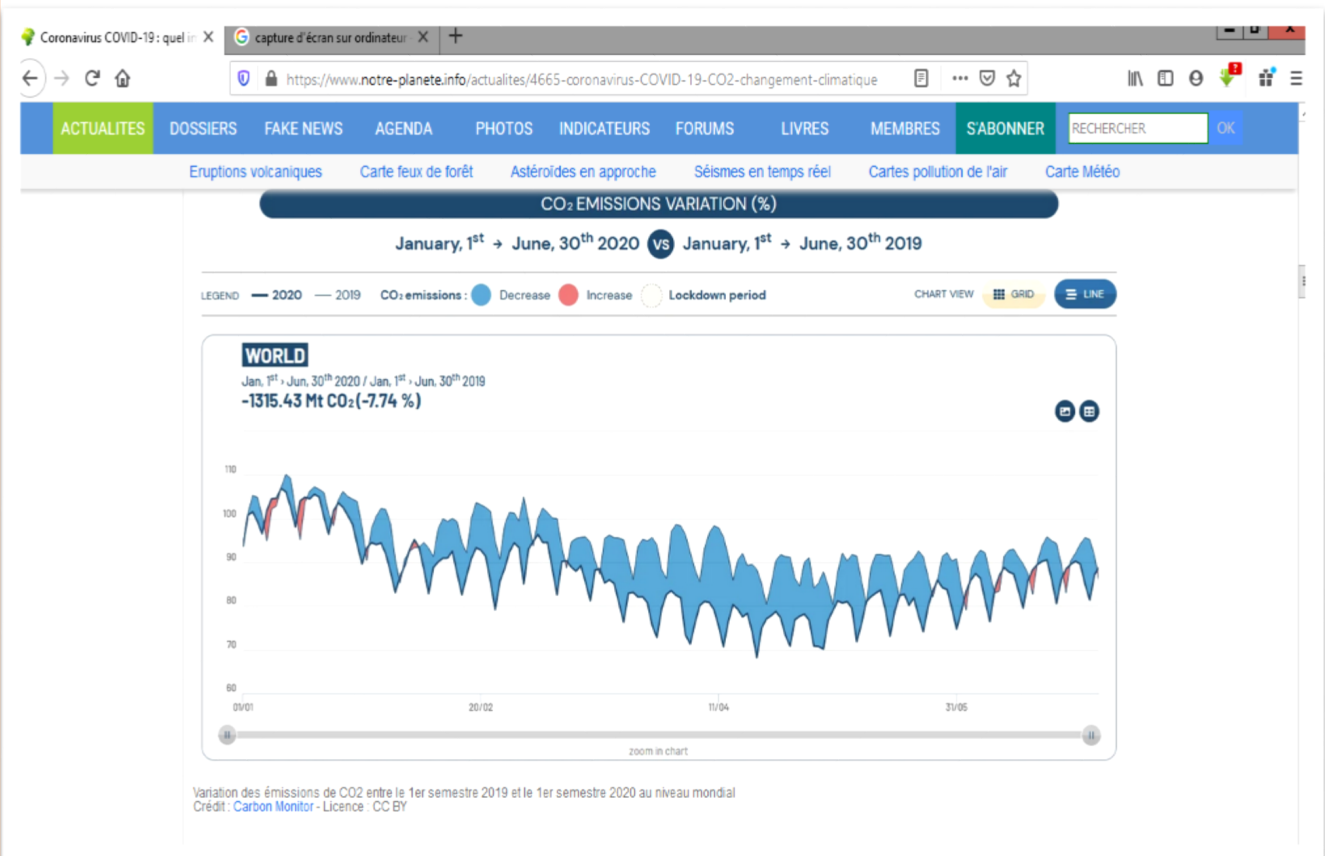 Coronavirus COVID-19 : quel in
capture d'écran sur ordinateur
https://www.notre-planete.info/actualites/4665-coronavirus-COVID-19-CO2-changement-climatique
ACTUALITES DOSSIERS FAKE NEWS AGENDA PHOTOS INDICATEURS FORUMS LIVRES MEMBRES S'ABONNER RECHERCHER OK
Eruptions volcaniques Carte feux de forêt Astéroïdes en approche Séismes en temps réel Cartes pollution de l'air Carte Météo
CO₂ EMISSIONS VARIATION (%)
January, 1st → June, 30th 2020 VS January, 1st → June, 30th 2019
LEGEND 2020 2019 CO₂ emissions : Decrease Increase Lockdown period CHART VIEW GRID LINE
WORLD
Jan, 1st › Jun, 30th 2020 / Jan, 1st › Jun, 30th 2019
-1315.43 Mt CO₂ (-7.74 %)
110
100
90
80
70
60
01/01 20/02 11/04 31/05
zoom in chart
Variation des émissions de CO2 entre le 1er semestre 2019 et le 1er semestre 2020 au niveau mondial
Crédit : Carbon Monitor - Licence : CC BY